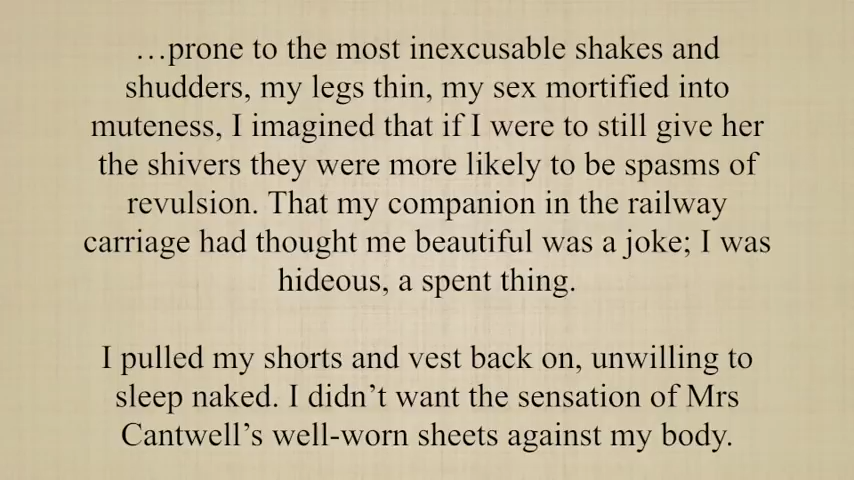 …prone to the most inexcusable shakes and
shudders, my legs thin, my sex mortified into
muteness, I imagined that if I were to still give her
the shivers they were more likely to be spasms of
revulsion. That my companion in the railway
carriage had thought me beautiful was a joke; I was
hideous, a spent thing.
I pulled my shorts and vest back on, unwilling to
sleep naked. I didn’t want the sensation of Mrs
Cantwell’s well-worn sheets against my body.